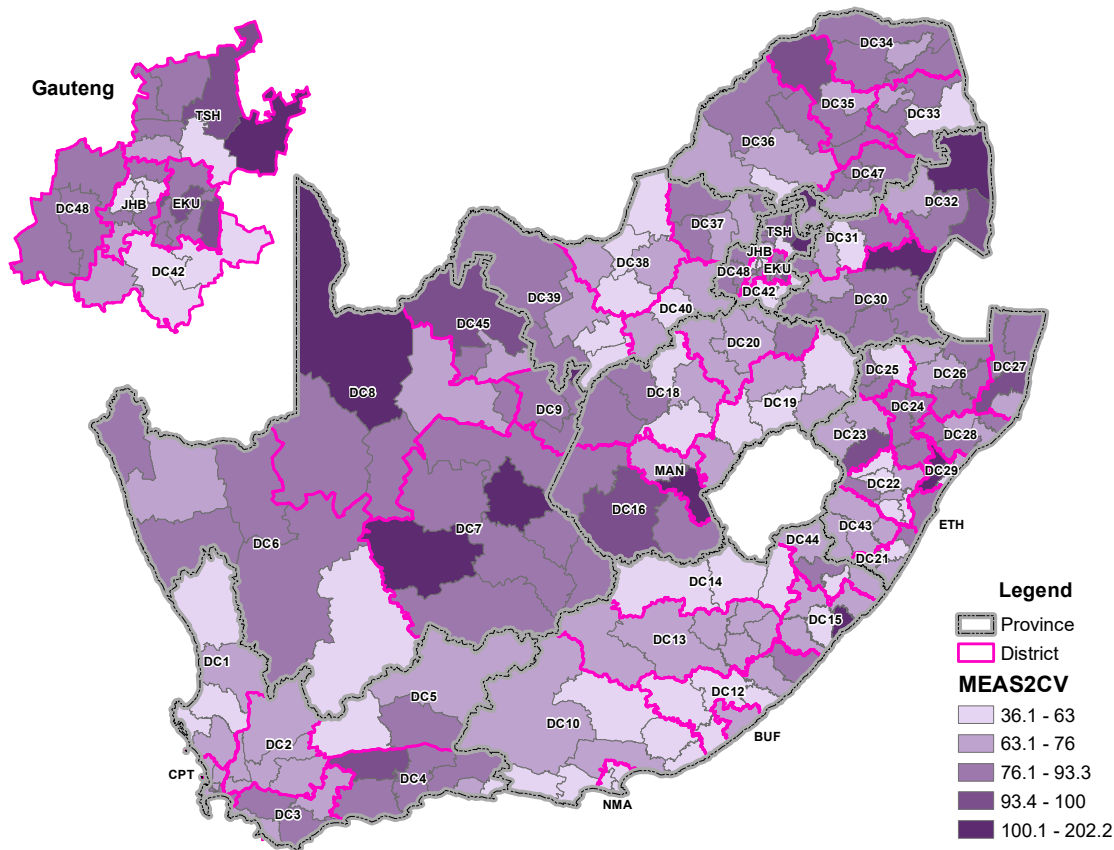 Gauteng
TSH
DC48
JHB
EKU
DC42
DC34
DC35
DC33
DC36
DC47
DC32
DC37
TSH
DC31
JHB
DC38
DC48
EKU
DC39
DC42
DC30
DC40
DC45
DC20
DC25
DC26
DC27
DC8
DC18
DC9
DC19
DC24
DC23
DC28
MAN
DC29
DC22
DC16
ETH
DC7
DC43
DC6
DC44
DC21
DC14
DC15
DC13
DC1
DC5
DC12
DC10
DC2
BUF
CPT
DC4
NMA
DC3
Legend
Province
District
MEAS2CV
36.1 - 63
63.1 - 76
76.1 - 93.3
93.4 - 100
100.1 - 202.2